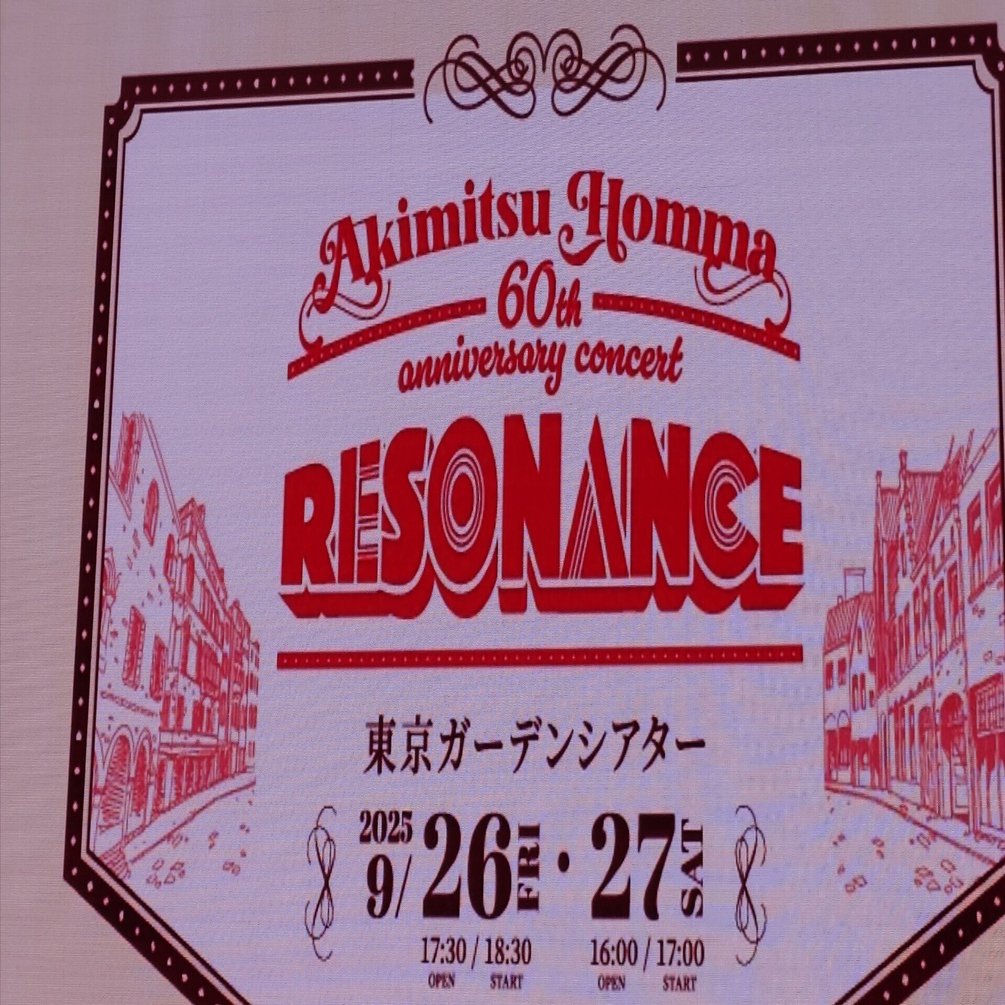 Akimitsu Homma
60th
anniversary concert
RESONANCE
東京ガーデンシアター
2025 9/26 FRI・27 SAT
17:30 / 18:30 16:00 / 17:00
OPEN START OPEN START